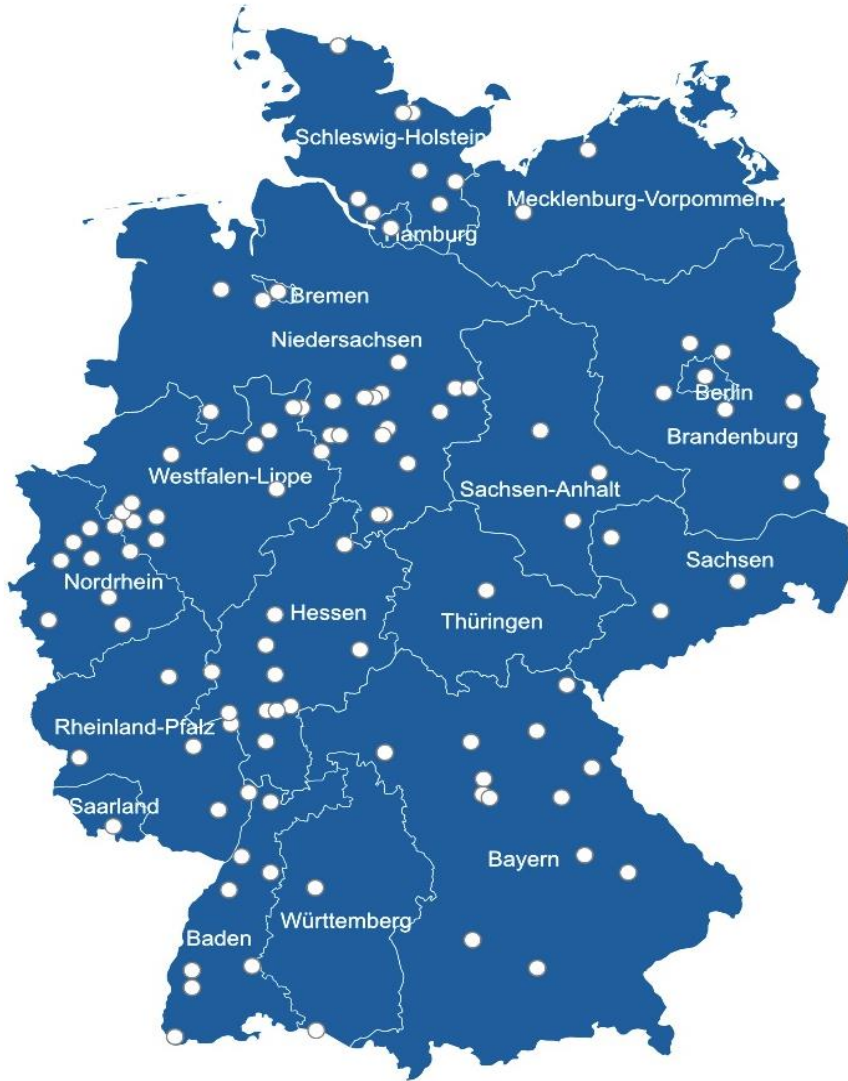 Schleswig-Holstein
Mecklenburg-Vorpommern
Hamburg
Bremen
Niedersachsen
Berlin
Brandenburg
Westfalen-Lippe
Sachsen-Anhalt
Sachsen
Nordrhein
Hessen
Thüringen
Rheinland-Pfalz
Saarland
Bayern
Württemberg
Baden